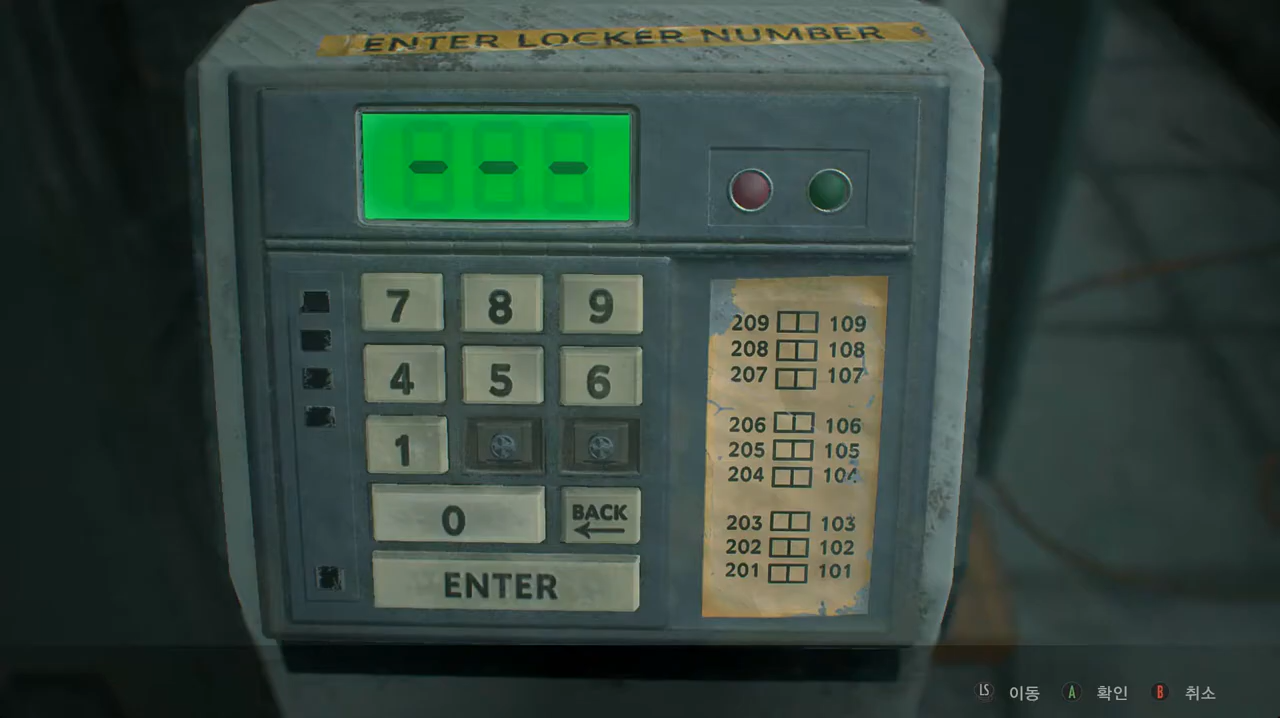 ENTER LOCKER NUMBER
- - -
7 8 9
4 5 6
1
0 BACK
ENTER
209 109
208 108
207 107
206 106
205 105
204 104
203 103
202 102
201 101
LS 이동 A 확인 B 취소